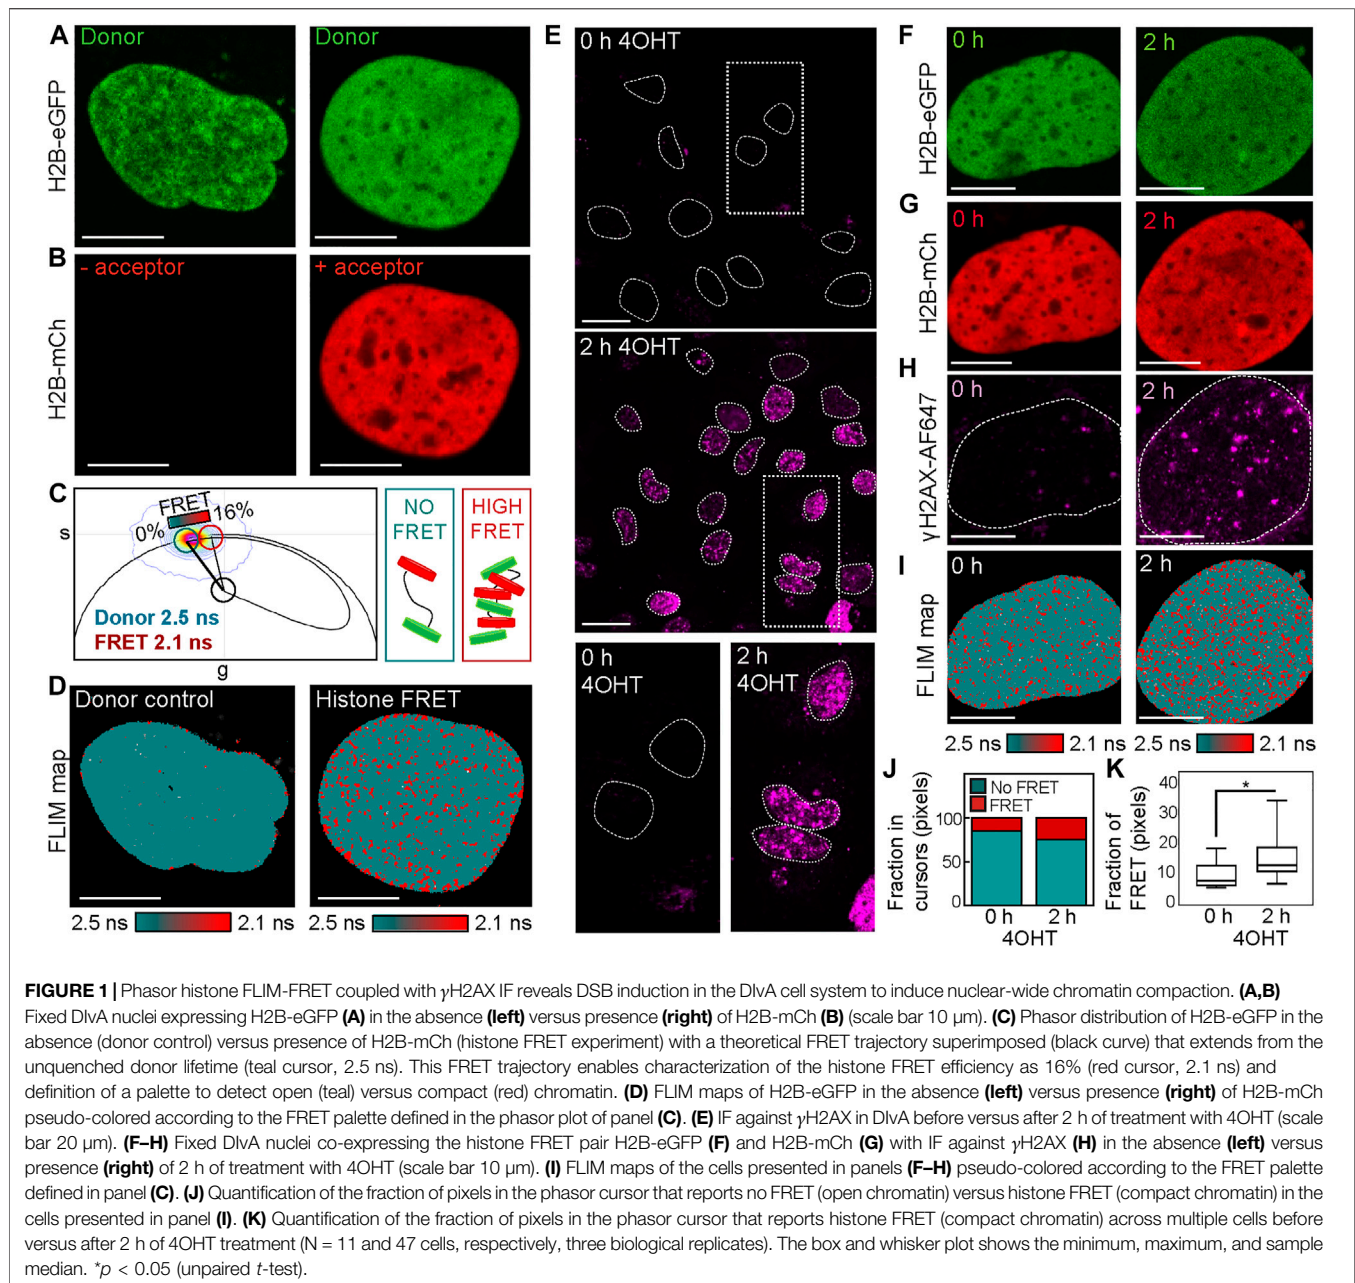 A
Donor
Donor
H2B-eGFP
B
- acceptor
+ acceptor
H2B-mCh
C
FRET
0%
16%
s
Donor 2.5 ns
FRET 2.1 ns
g
NO
FRET
HIGH
FRET
D
Donor control
Histone FRET
FLIM map
2.5 ns
2.1 ns
2.5 ns
2.1 ns
E
0 h 4OHT
2 h 4OHT
0 h
4OHT
2 h
4OHT
F
0 h
2 h
H2B-eGFP
G
0 h
2 h
H2B-mCh
H
0 h
2 h
γH2AX-AF647
I
0 h
2 h
FLIM map
2.5 ns
2.1 ns
2.5 ns
2.1 ns
J
No FRET
FRET
Fraction in
cursors (pixels)
100
50
0
0 h
2 h
4OHT
K
*
Fraction of
FRET (pixels)
40
30
20
10
0
0 h
2 h
4OHT
FIGURE 1 | Phasor histone FLIM-FRET coupled with γH2AX IF reveals DSB induction in the DIvA cell system to induce nuclear-wide chromatin compaction. (A,B)
Fixed DIvA nuclei expressing H2B-eGFP (A) in the absence (left) versus presence (right) of H2B-mCh (B) (scale bar 10 μm). (C) Phasor distribution of H2B-eGFP in the
absence (donor control) versus presence of H2B-mCh (histone FRET experiment) with a theoretical FRET trajectory superimposed (black curve) that extends from the
unquenched donor lifetime (teal cursor, 2.5 ns). This FRET trajectory enables characterization of the histone FRET efficiency as 16% (red cursor, 2.1 ns) and
definition of a palette to detect open (teal) versus compact (red) chromatin. (D) FLIM maps of H2B-eGFP in the absence (left) versus presence (right) of H2B-mCh
pseudo-colored according to the FRET palette defined in the phasor plot of panel (C). (E) IF against γH2AX in DIvA before versus after 2 h of treatment with 4OHT (scale
bar 20 μm). (F–H) Fixed DIvA nuclei co-expressing the histone FRET pair H2B-eGFP (F) and H2B-mCh (G) with IF against γH2AX (H) in the absence (left) versus
presence (right) of 2 h of treatment with 4OHT (scale bar 10 μm). (I) FLIM maps of the cells presented in panels (F–H) pseudo-colored according to the FRET palette
defined in panel (C). (J) Quantification of the fraction of pixels in the phasor cursor that reports no FRET (open chromatin) versus histone FRET (compact chromatin) in the
cells presented in panel (I). (K) Quantification of the fraction of pixels in the phasor cursor that reports histone FRET (compact chromatin) across multiple cells before
versus after 2 h of 4OHT treatment (N = 11 and 47 cells, respectively, three biological replicates). The box and whisker plot shows the minimum, maximum, and sample
median. *p < 0.05 (unpaired t-test).